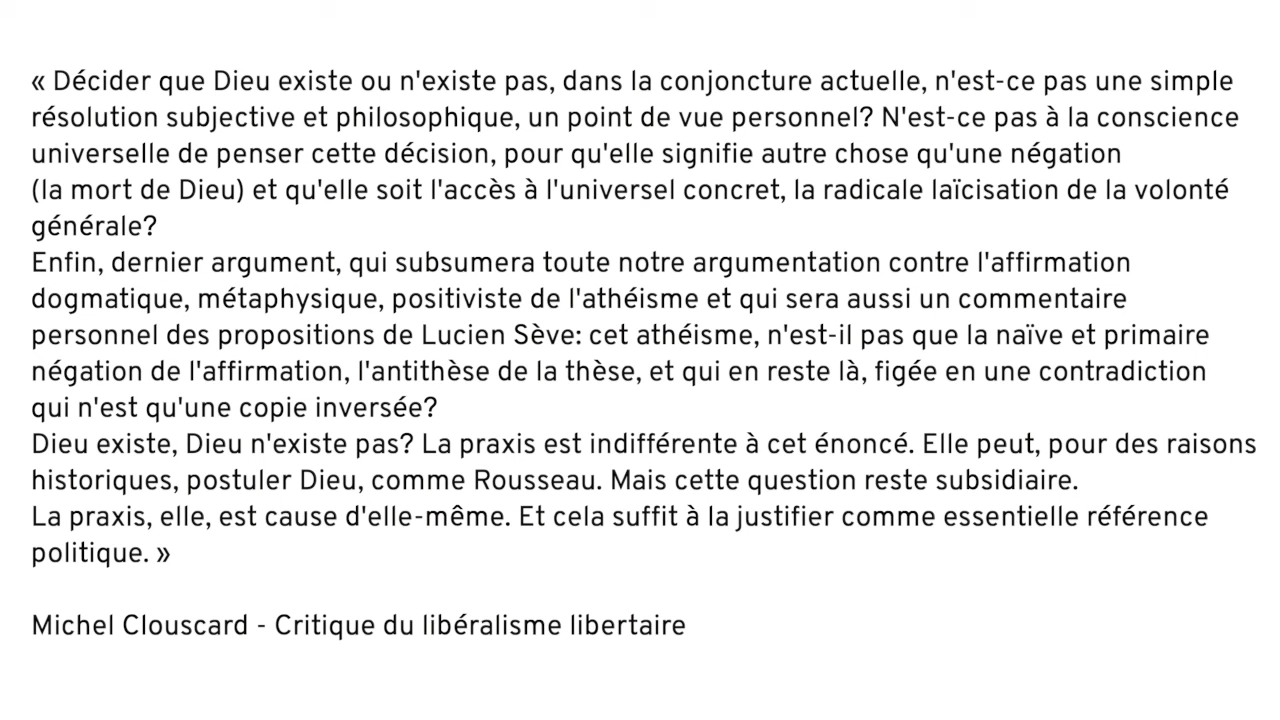 « Décider que Dieu existe ou n'existe pas, dans la conjoncture actuelle, n'est-ce pas une simple
résolution subjective et philosophique, un point de vue personnel? N'est-ce pas à la conscience
universelle de penser cette décision, pour qu'elle signifie autre chose qu'une négation
(la mort de Dieu) et qu'elle soit l'accès à l'universel concret, la radicale laïcisation de la volonté
générale?
Enfin, dernier argument, qui subsumera toute notre argumentation contre l'affirmation
dogmatique, métaphysique, positiviste de l'athéisme et qui sera aussi un commentaire
personnel des propositions de Lucien Sève: cet athéisme, n'est-il pas que la naïve et primaire
négation de l'affirmation, l'antithèse de la thèse, et qui en reste là, figée en une contradiction
qui n'est qu'une copie inversée?
Dieu existe, Dieu n'existe pas? La praxis est indifférente à cet énoncé. Elle peut, pour des raisons
historiques, postuler Dieu, comme Rousseau. Mais cette question reste subsidiaire.
La praxis, elle, est cause d'elle-même. Et cela suffit à la justifier comme essentielle référence
politique. »
Michel Clouscard - Critique du libéralisme libertaire